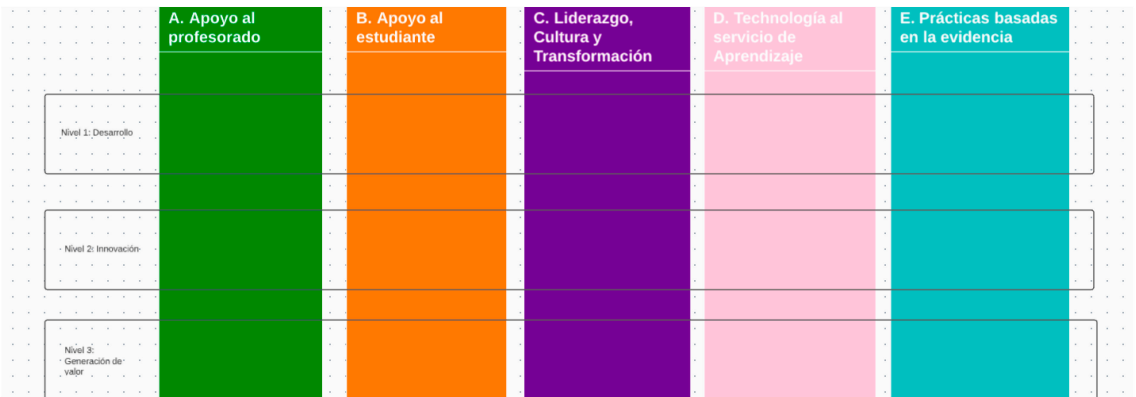 A. Apoyo al
profesorado
B. Apoyo al
estudiante
C. Liderazgo,
Cultura y
Transformación
D. Technología al
servicio de
Aprendizaje
E. Prácticas basadas
en la evidencia
Nivel 1: Desarrollo
Nivel 2: Innovación
Nivel 3:
Generación de
valor